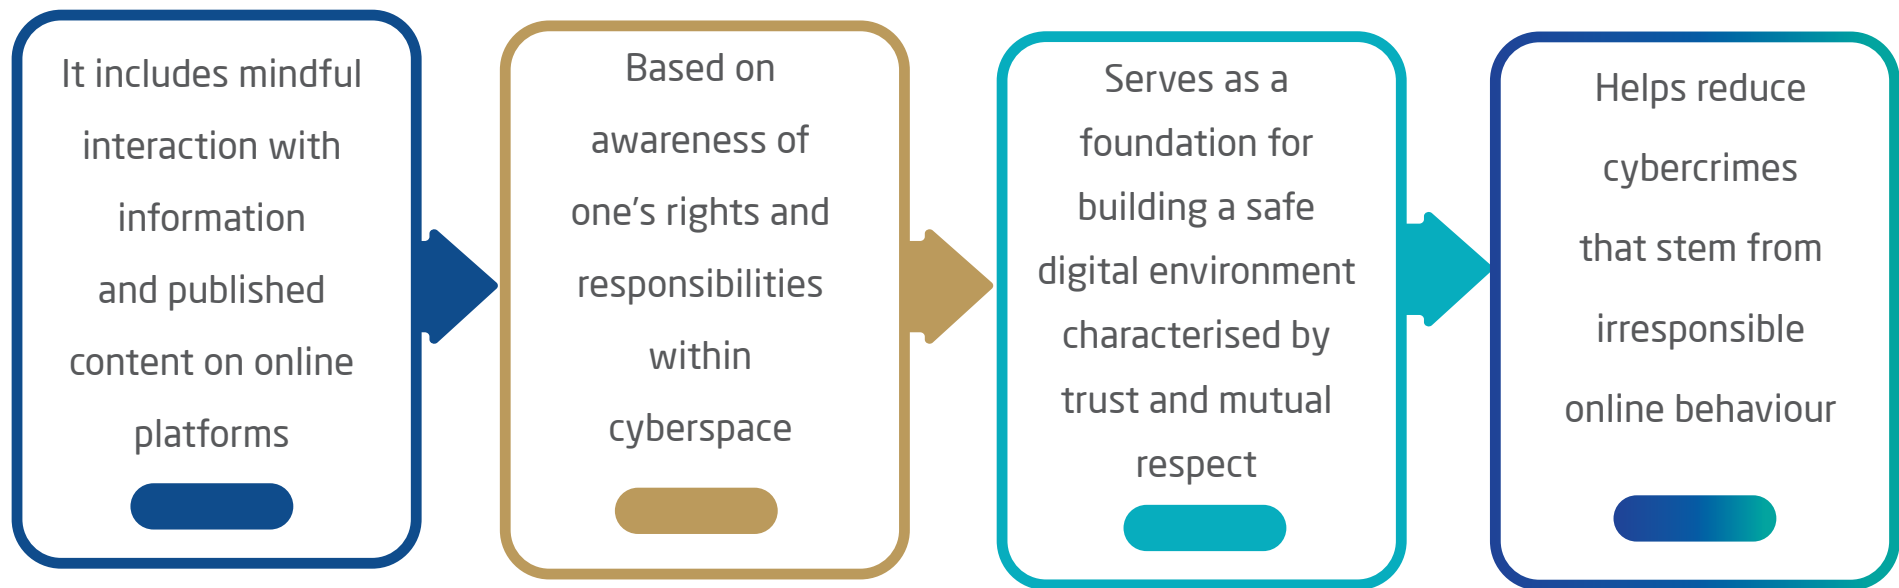 It includes mindful
interaction with
information
and published
content on online
platforms
Based on
awareness of
one's rights and
responsibilities
within
cyberspace
Serves as a
foundation for
building a safe
digital environment
characterised by
trust and mutual
respect
Helps reduce
cybercrimes
that stem from
irresponsible
online behaviour